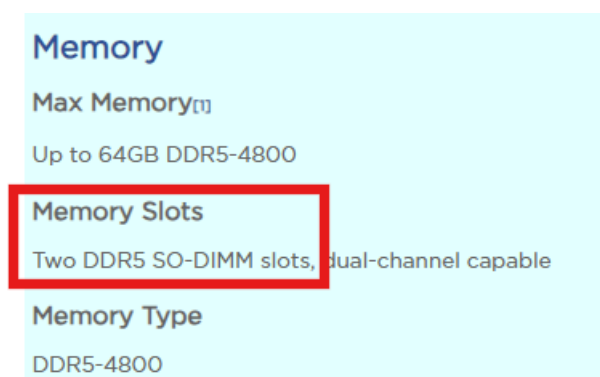 Memory
Max Memory[1]
Up to 64GB DDR5-4800
Memory Slots
Two DDR5 SO-DIMM slots, dual-channel capable
Memory Type
DDR5-4800